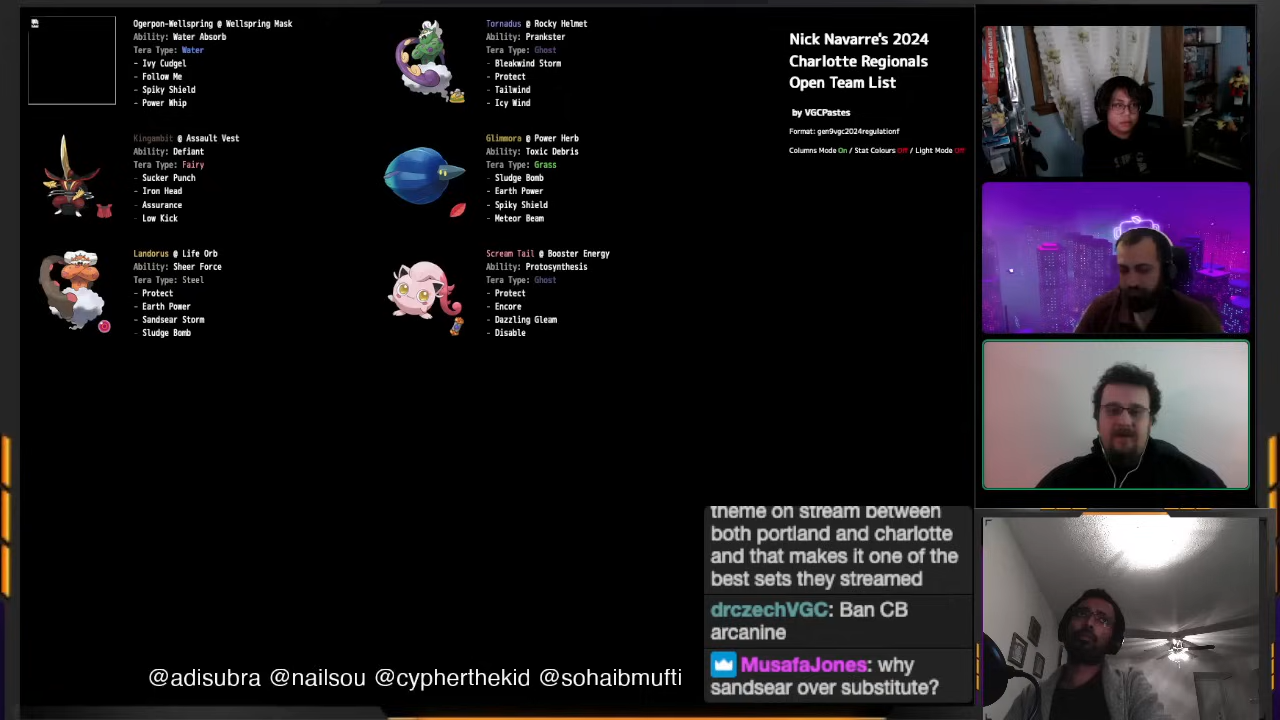 Ogerpon-Wellspring @ Wellspring Mask
Ability: Water Absorb
Tera Type: Water
- Ivy Cudgel
- Follow Me
- Spiky Shield
- Power Whip
Tornadus @ Rocky Helmet
Ability: Prankster
Tera Type: Ghost
- Bleakwind Storm
- Protect
- Tailwind
- Icy Wind
Kingambit @ Assault Vest
Ability: Defiant
Tera Type: Fairy
- Sucker Punch
- Iron Head
- Assurance
- Low Kick
Glimmora @ Power Herb
Ability: Toxic Debris
Tera Type: Grass
- Sludge Bomb
- Earth Power
- Spiky Shield
- Meteor Beam
Landorus @ Life Orb
Ability: Sheer Force
Tera Type: Steel
- Protect
- Earth Power
- Sandsear Storm
- Sludge Bomb
Scream Tail @ Booster Energy
Ability: Protosynthesis
Tera Type: Ghost
- Protect
- Encore
- Dazzling Gleam
- Disable
Nick Navarre's 2024
Charlotte Regionals
Open Team List
by VGCPastes
Format: gen9vgc2024regulationf
Columns Mode On / Stat Colours Off / Light Mode Off
theme on stream between
both portland and charlotte
and that makes it one of the
best sets they streamed
drczechVGC: Ban CB
arcanine
MusafaJones: why
sandsear over substitute?
@adisubra @nailsou @cypherthekid @sohaibmufti